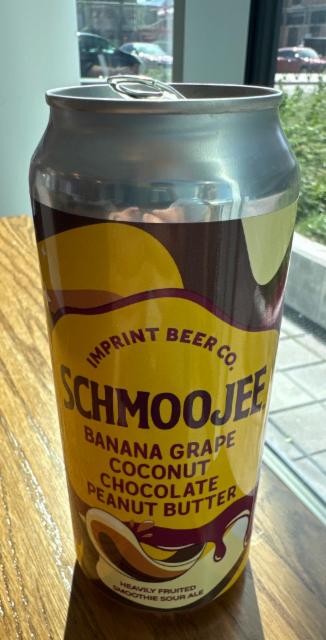 IMPRINT BEER CO.
SCHMOOJEE
BANANA GRAPE
COCONUT
CHOCOLATE
PEANUT BUTTER
HEAVILY FRUITED
SMOOTHIE SOUR ALE